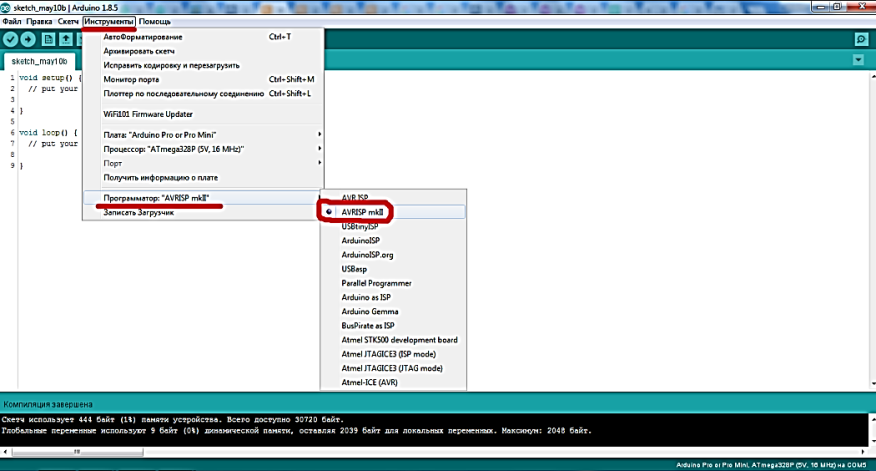 sketch_may10b | Arduino 1.8.5
Файл Правка Скетч Инструменты Помощь
АвтоФорматирование Ctrl+T
Архивировать скетч
Исправить кодировку и перезагрузить
Монитор порта Ctrl+Shift+M
Плоттер по последовательному соединению Ctrl+Shift+L
WiFi101 Firmware Updater
Плата: "Arduino Pro or Pro Mini"
Процессор: "ATmega328P (5V, 16 MHz)"
Порт
Получить информацию о плате
Программатор: "AVRISP mkII"
Записать Загрузчик
sketch_may10b
1 void setup() {
2 // put your
3
4 }
5
6 void loop() {
7 // put your
8
9 }
AVR ISP
AVRISP mkII
USBtinyISP
ArduinoISP
ArduinoISP.org
USBasp
Parallel Programmer
Arduino as ISP
Arduino Gemma
BusPirate as ISP
Atmel STK500 development board
Atmel JTAGICE3 (ISP mode)
Atmel JTAGICE3 (JTAG mode)
Atmel-ICE (AVR)
Компиляция завершена
Скетч использует 444 байт (1%) памяти устройства. Всего доступно 30720 байт.
Глобальные переменные используют 9 байт (0%) динамической памяти, оставляя 2039 байт для локальных переменных. Максимум: 2048 байт.
Arduino Pro or Pro Mini, ATmega328P (5V, 16 MHz) на COM5